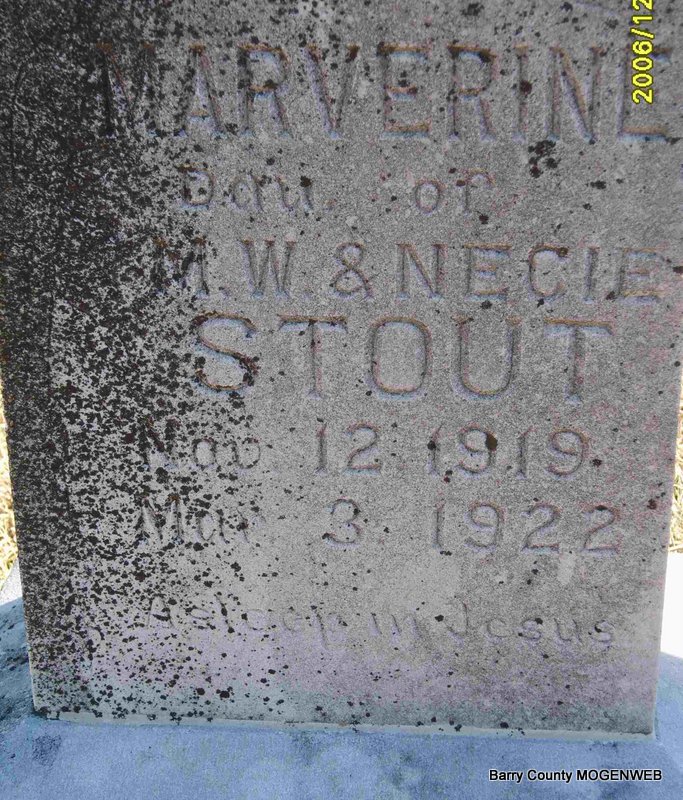 2006/12
MARVERINE
Dau. of
M. W. & NECIE
STOUT
Nov. 12, 1919
Mar. 3, 1922
Asleep in Jesus
Barry County MOGENWEB